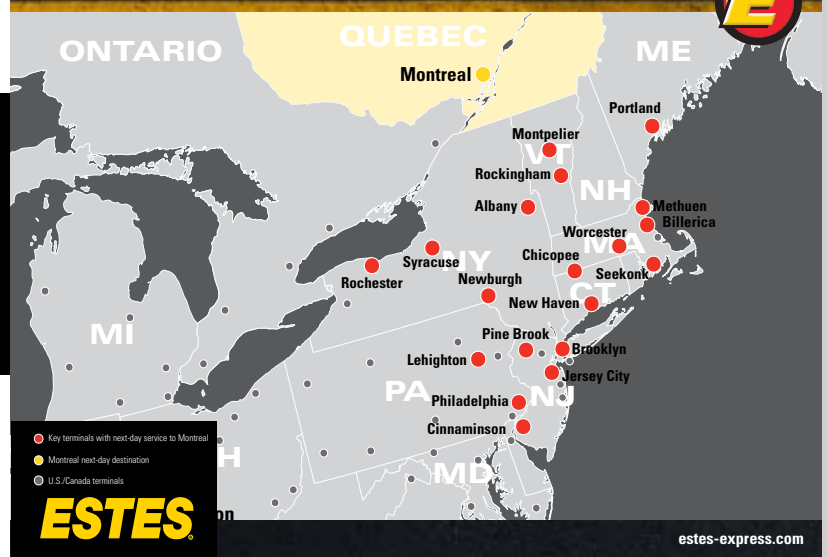 E
ONTARIO
QUEBEC
ME
Montreal
Portland
Montpelier
VT
Rockingham
NH
Albany
Methuen
Billerica
Worcester
MA
Syracuse
NY
Chicopee
Seekonk
Rochester
Newburgh
CT
New Haven
MI
Pine Brook
Brooklyn
Lehighton
Jersey City
PA
NJ
Philadelphia
Cinnaminson
H
MD
on
Key terminals with next-day service to Montreal
Montreal next-day destination
U.S./Canada terminals
ESTES®
estes-express.com